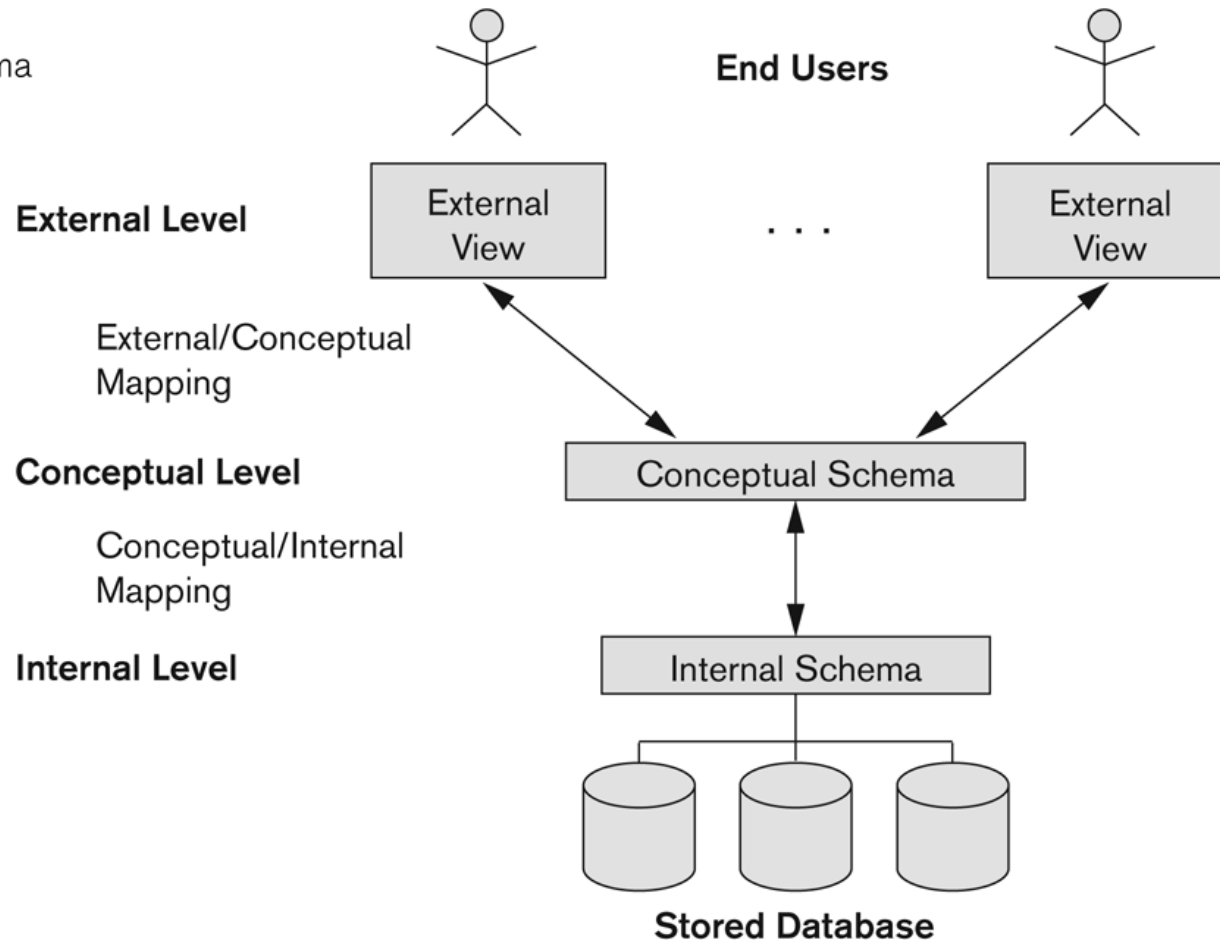 End Users
External Level
External
View
. . .
External
View
External/Conceptual
Mapping
Conceptual Level
Conceptual Schema
Conceptual/Internal
Mapping
Internal Level
Internal Schema
Stored Database